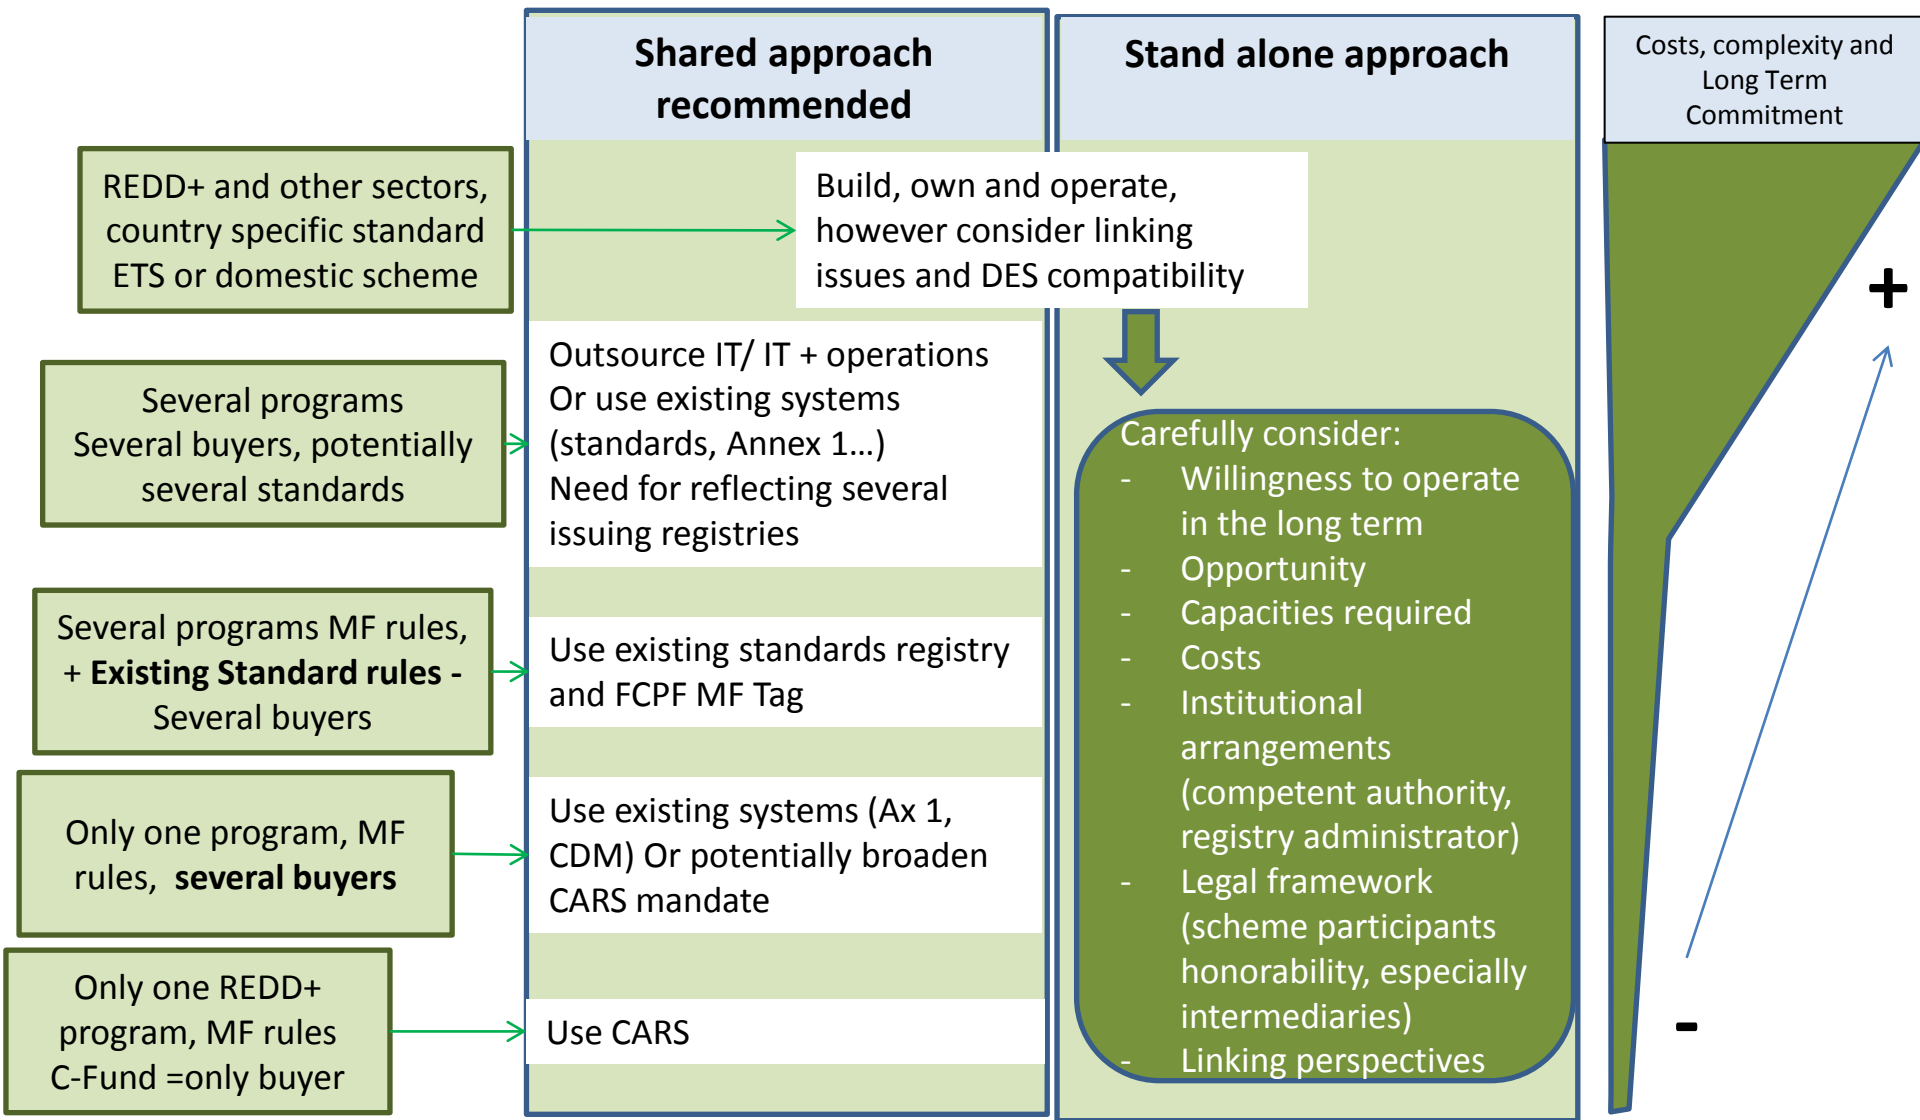 Shared approach
recommended
Stand alone approach
Costs, complexity and
Long Term
Commitment
REDD+ and other sectors,
country specific standard
ETS or domestic scheme
Build, own and operate,
however consider linking
issues and DES compatibility
+
Several programs
Several buyers, potentially
several standards
Outsource IT/ IT + operations
Or use existing systems
(standards, Annex 1…)
Need for reflecting several
issuing registries
Several programs MF rules,
+ Existing Standard rules -
Several buyers
Use existing standards registry
and FCPF MF Tag
Only one program, MF
rules, several buyers
Use existing systems (Ax 1,
CDM) Or potentially broaden
CARS mandate
Only one REDD+
program, MF rules
C-Fund =only buyer
Use CARS
Carefully consider:
- Willingness to operate
in the long term
- Opportunity
- Capacities required
- Costs
- Institutional
arrangements
(competent authority,
registry administrator)
- Legal framework
(scheme participants
honorability, especially
intermediaries)
- Linking perspectives
-